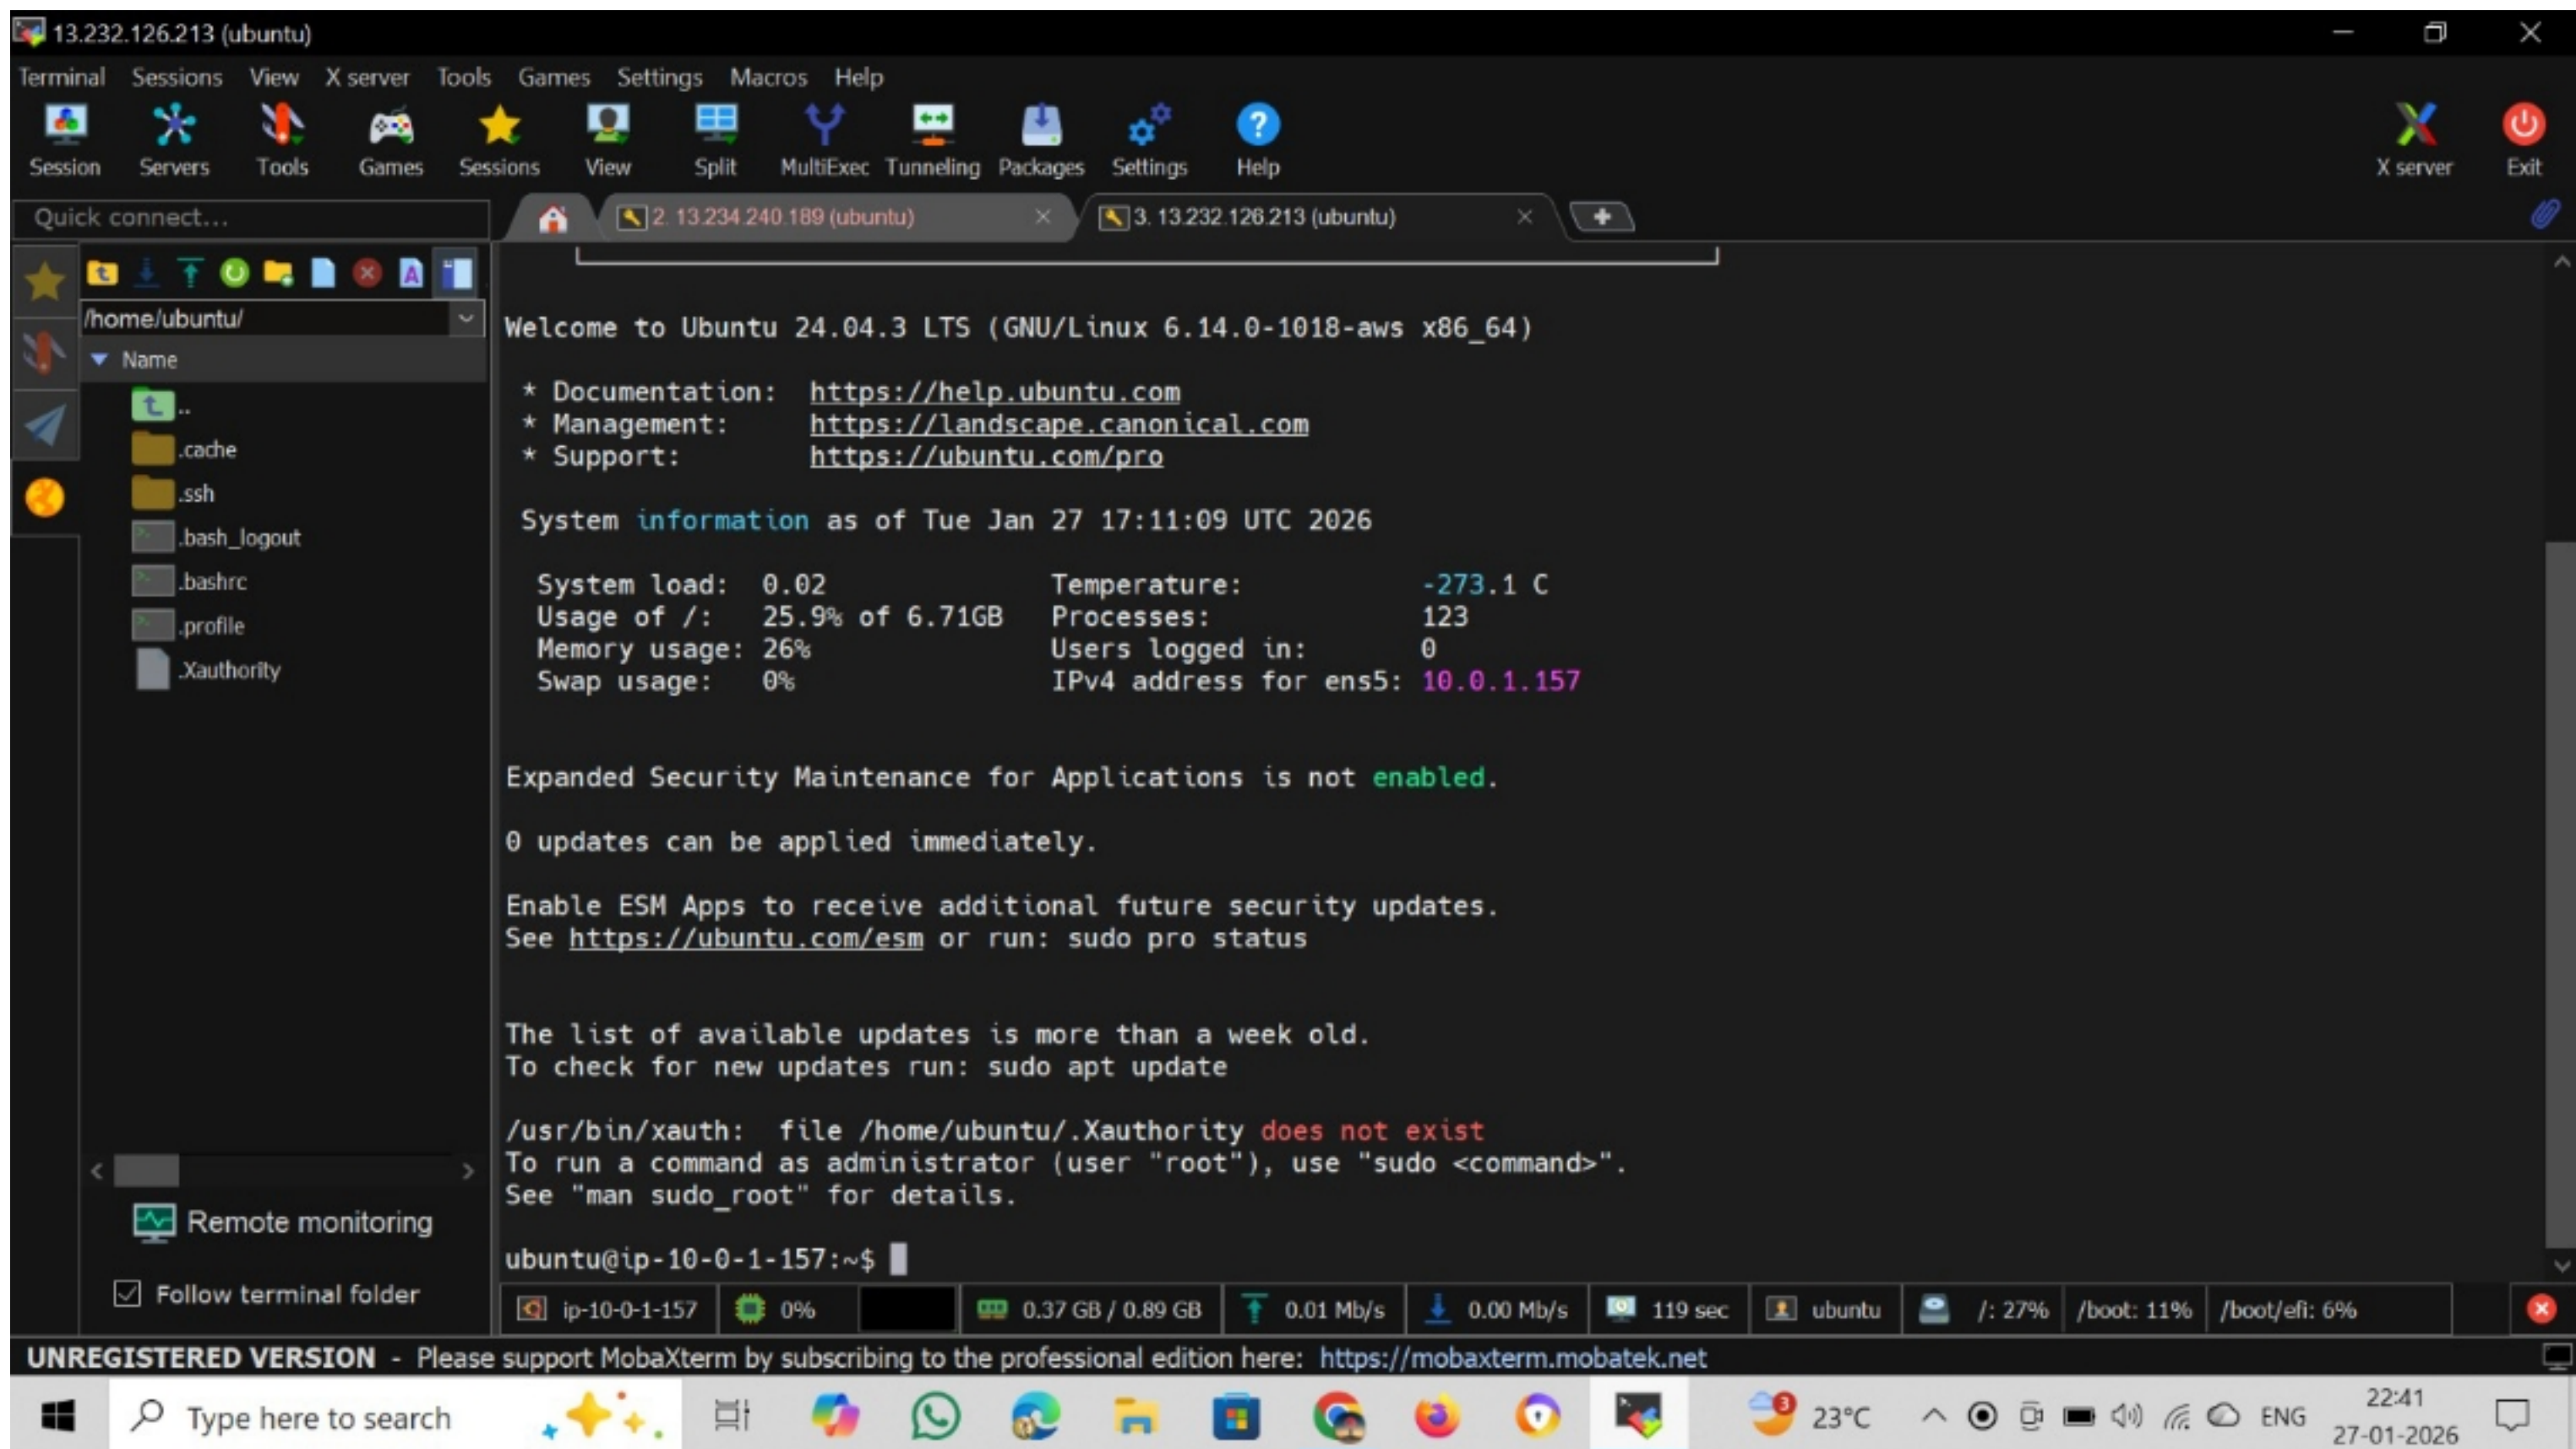 13.232.126.213 (ubuntu)
Terminal Sessions View X server Tools Games Settings Macros Help
Session Servers Tools Games Sessions View Split MultiExec Tunneling Packages Settings Help X server Exit
Quick connect...
2. 13.234.240.189 (ubuntu)
3. 13.232.126.213 (ubuntu)
/home/ubuntu/
Name
..
.cache
.ssh
.bash_logout
.bashrc
.profile
.Xauthority
Remote monitoring
Follow terminal folder
Welcome to Ubuntu 24.04.3 LTS (GNU/Linux 6.14.0-1018-aws x86_64)
* Documentation: https://help.ubuntu.com
* Management: https://landscape.canonical.com
* Support: https://ubuntu.com/pro
System information as of Tue Jan 27 17:11:09 UTC 2026
System load: 0.02 Temperature: -273.1 C
Usage of /: 25.9% of 6.71GB Processes: 123
Memory usage: 26% Users logged in: 0
Swap usage: 0% IPv4 address for ens5: 10.0.1.157
Expanded Security Maintenance for Applications is not enabled.
0 updates can be applied immediately.
Enable ESM Apps to receive additional future security updates.
See https://ubuntu.com/esm or run: sudo pro status
The list of available updates is more than a week old.
To check for new updates run: sudo apt update
/usr/bin/xauth: file /home/ubuntu/.Xauthority does not exist
To run a command as administrator (user "root"), use "sudo <command>".
See "man sudo_root" for details.
ubuntu@ip-10-0-1-157:~$
ip-10-0-1-157 0% 0.37 GB / 0.89 GB 0.01 Mb/s 0.00 Mb/s 119 sec ubuntu /: 27% /boot: 11% /boot/efi: 6%
UNREGISTERED VERSION - Please support MobaXterm by subscribing to the professional edition here: https://mobaxterm.mobatek.net
Type here to search
3
23°C
ENG
22:41
27-01-2026